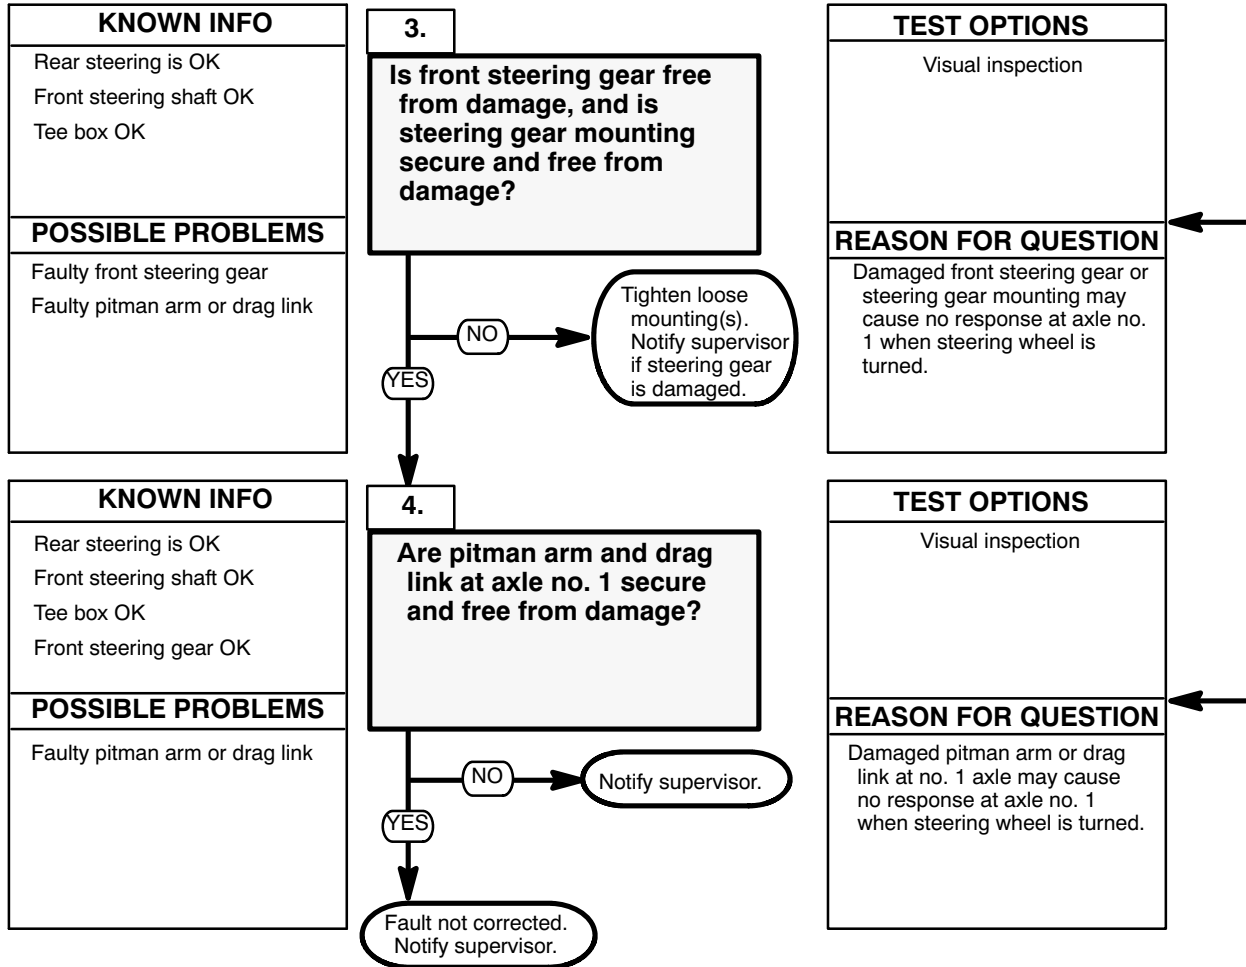 KNOWN INFO
Rear steering is OK
Front steering shaft OK
Tee box OK
POSSIBLE PROBLEMS
Faulty front steering gear
Faulty pitman arm or drag link
3.
Is front steering gear free
from damage, and is
steering gear mounting
secure and free from
damage?
NO
Tighten loose
mounting(s).
Notify supervisor
if steering gear
is damaged.
YES
TEST OPTIONS
Visual inspection
REASON FOR QUESTION
Damaged front steering gear or
steering gear mounting may
cause no response at axle no.
1 when steering wheel is
turned.
KNOWN INFO
Rear steering is OK
Front steering shaft OK
Tee box OK
Front steering gear OK
POSSIBLE PROBLEMS
Faulty pitman arm or drag link
4.
Are pitman arm and drag
link at axle no. 1 secure
and free from damage?
NO
Notify supervisor.
YES
Fault not corrected.
Notify supervisor.
TEST OPTIONS
Visual inspection
REASON FOR QUESTION
Damaged pitman arm or drag
link at no. 1 axle may cause
no response at axle no. 1
when steering wheel is turned.